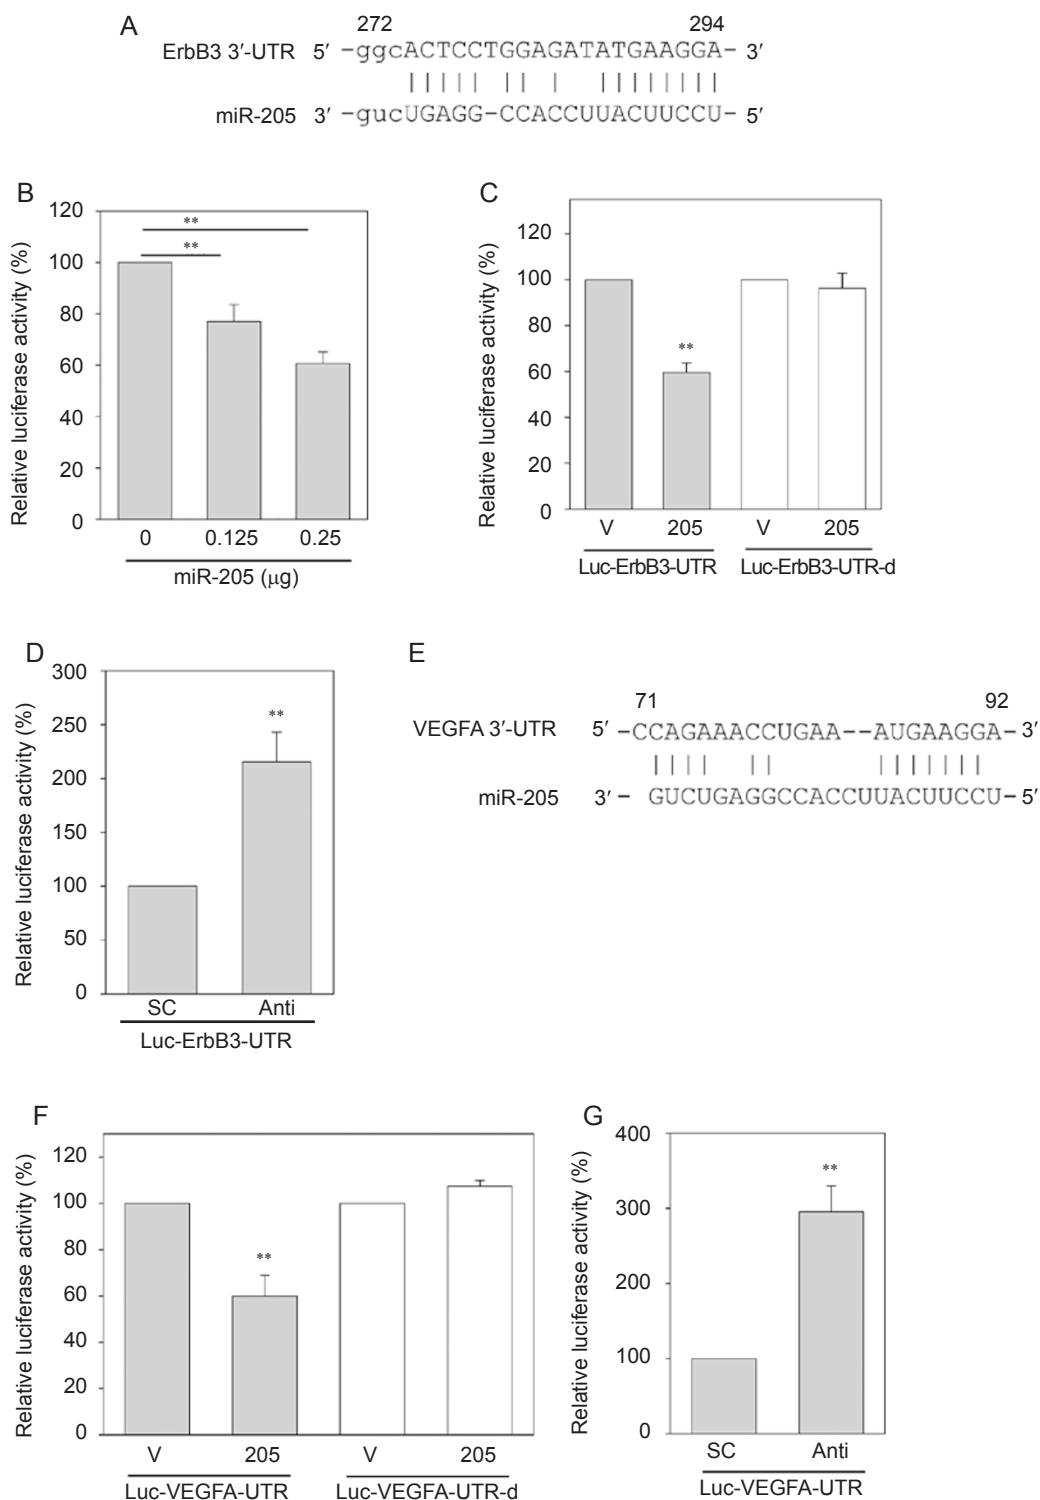 A
272 294
ErbB3 3′-UTR 5′ -ggcACTCCTGGAGATATGAAGGA- 3′
miR-205 3′ -gucUGAGG-CCACCUUACUUCCU- 5′
B
Relative luciferase activity (%)
120
100
80
60
40
20
0
**
**
0 0.125 0.25
miR-205 (μg)
C
Relative luciferase activity (%)
120
100
80
60
40
20
0
**
V 205 V 205
Luc-ErbB3-UTR Luc-ErbB3-UTR-d
D
Relative luciferase activity (%)
300
250
200
150
100
50
0
**
SC Anti
Luc-ErbB3-UTR
E
71 92
VEGFA 3′-UTR 5′ -CCAGAAACCUGAA--AUGAAGGA- 3′
miR-205 3′ - GUCUGAGGCCACCUUACUUCCU- 5′
F
Relative luciferase activity (%)
120
100
80
60
40
20
0
**
V 205 V 205
Luc-VEGFA-UTR Luc-VEGFA-UTR-d
G
Relative luciferase activity (%)
400
300
200
100
0
**
SC Anti
Luc-VEGFA-UTR